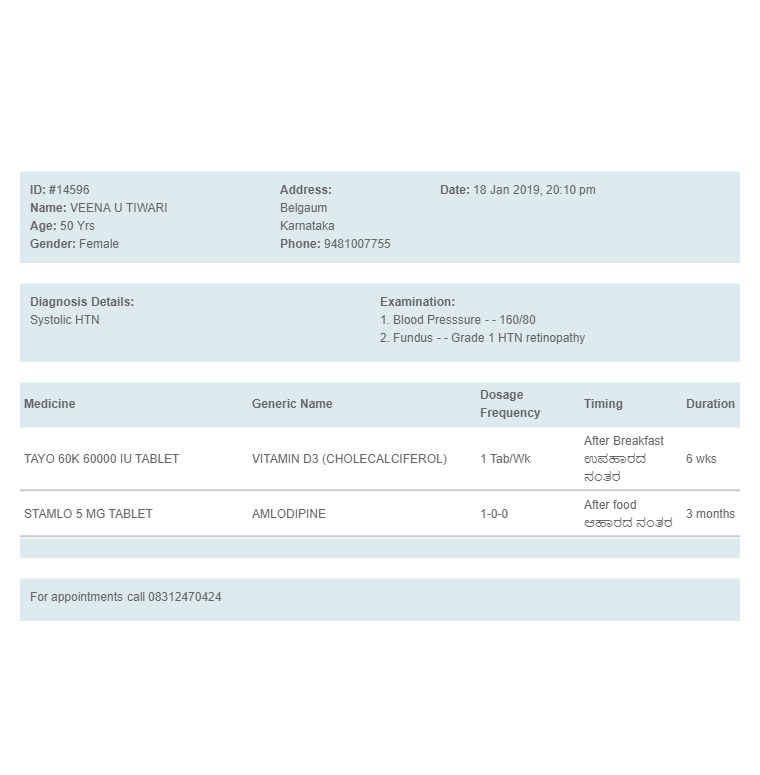 ID: #14596
Name: VEENA U TIWARI
Age: 50 Yrs
Gender: Female
Address:
Belgaum
Karnataka
Phone: 9481007755
Date: 18 Jan 2019, 20:10 pm
Diagnosis Details:
Systolic HTN
Examination:
1. Blood Presssure - - 160/80
2. Fundus - - Grade 1 HTN retinopathy
Medicine Generic Name Dosage Frequency Timing Duration
TAYO 60K 60000 IU TABLET VITAMIN D3 (CHOLECALCIFEROL) 1 Tab/Wk After Breakfast ಉಪಹಾರದ ನಂತರ 6 wks
STAMLO 5 MG TABLET AMLODIPINE 1-0-0 After food ಆಹಾರದ ನಂತರ 3 months
For appointments call 08312470424